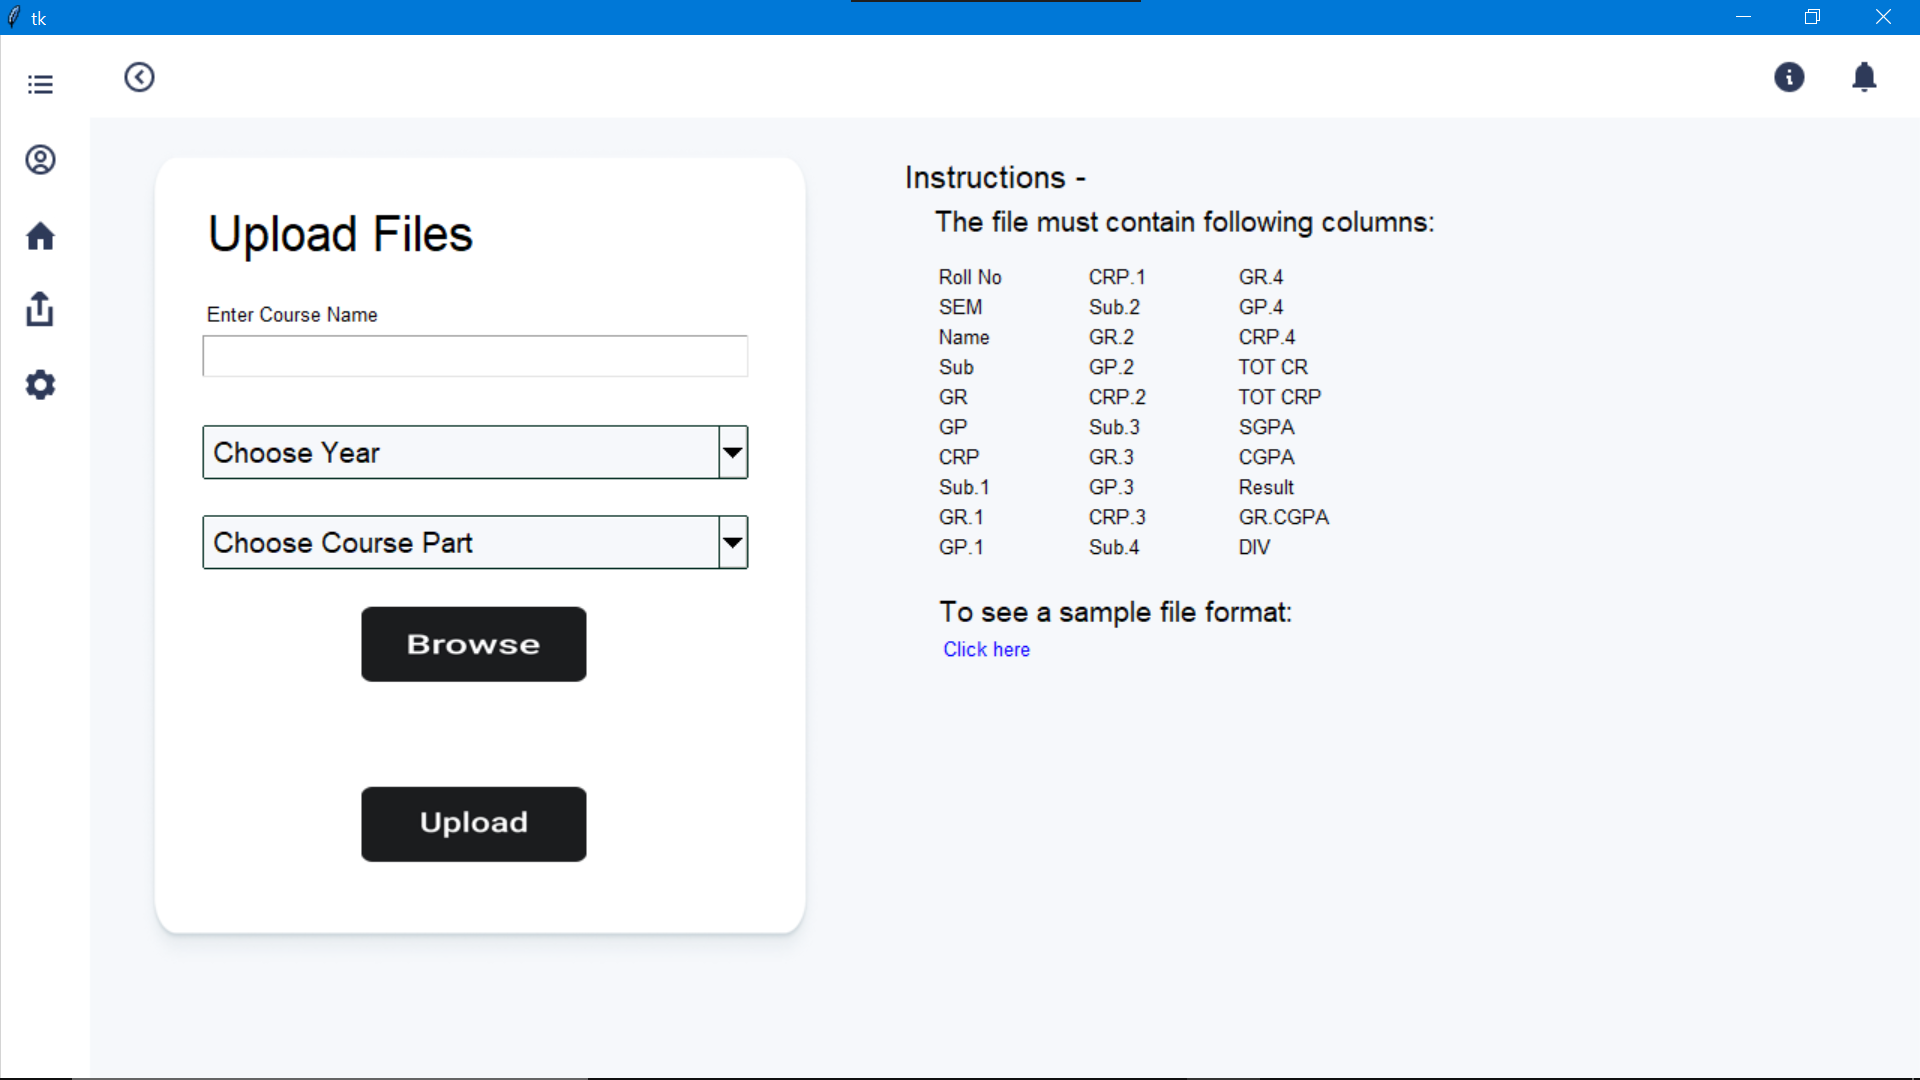 tk
Upload Files
Enter Course Name
Choose Year
Choose Course Part
Browse
Upload
Instructions -
The file must contain following columns:
Roll No CRP.1 GR.4
SEM Sub.2 GP.4
Name GR.2 CRP.4
Sub GP.2 TOT CR
GR CRP.2 TOT CRP
GP Sub.3 SGPA
CRP GR.3 CGPA
Sub.1 GP.3 Result
GR.1 CRP.3 GR.CGPA
GP.1 Sub.4 DIV
To see a sample file format:
Click here